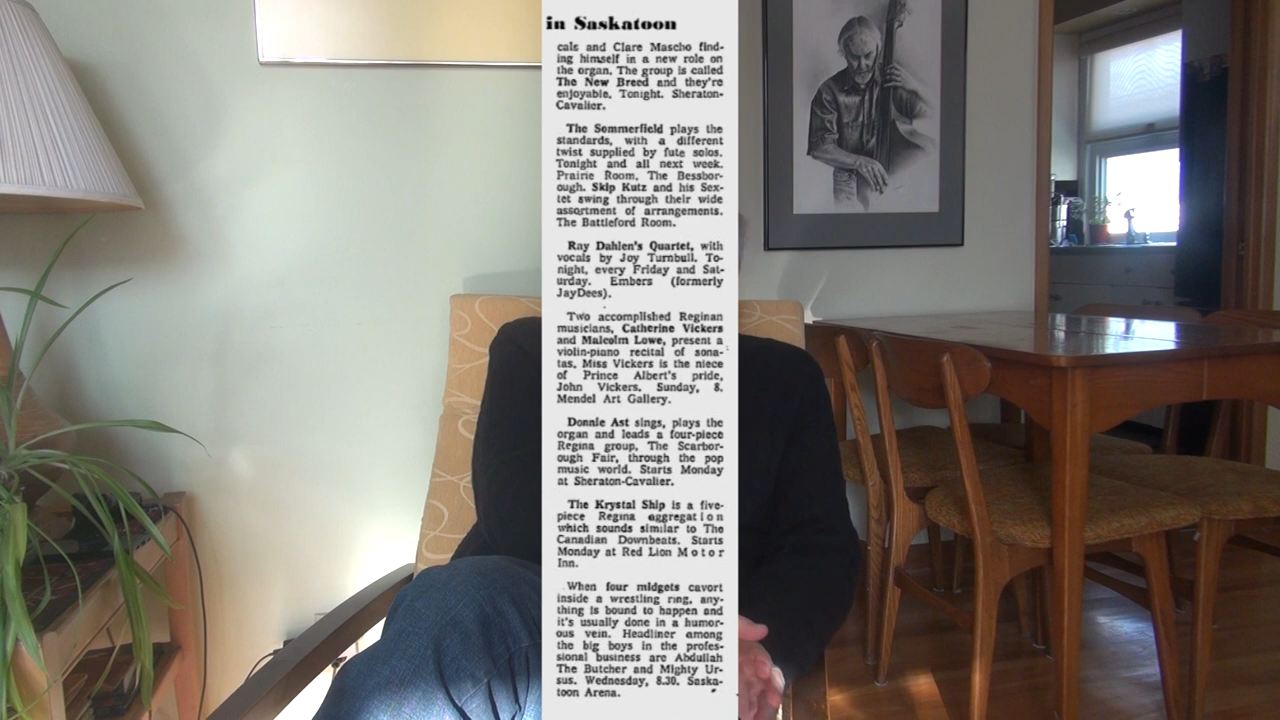 in Saskatoon
cals and Clare Mascho find-
ing himself in a new role on
the organ. The group is called
The New Breed and they're
enjoyable. Tonight. Sheraton-
Cavalier.
The Sommerfield plays the
standards, with a different
twist supplied by fute solos.
Tonight and all next week.
Prairie Room, The Bessbor-
ough. Skip Kutz and his Sex-
tet swing through their wide
assortment of arrangements.
The Battleford Room.
Ray Dahlen's Quartet, with
vocals by Joy Turnbull. To-
night, every Friday and Sat-
urday. Embers (formerly
JayDees).
Two accomplished Reginan
musicians, Catherine Vickers
and Malcolm Lowe, present a
violin-piano recital of sona-
tas. Miss Vickers is the niece
of Prince Albert's pride,
John Vickers. Sunday, 8.
Mendel Art Gallery.
Donnie Ast sings, plays the
organ and leads a four-piece
Regina group, The Scarbor-
ough Fair, through the pop
music world. Starts Monday
at Sheraton-Cavalier.
The Krystal Ship is a five-
piece Regina aggregation
which sounds similar to The
Canadian Downbeats. Starts
Monday at Red Lion Motor
Inn.
When four midgets cavort
inside a wrestling ring, any-
thing is bound to happen and
it's usually done in a humor-
ous vein. Headliner among
the big boys in the profes-
sional business are Abdullah
The Butcher and Mighty Ur-
sus. Wednesday, 8.30. Saska-
toon Arena.